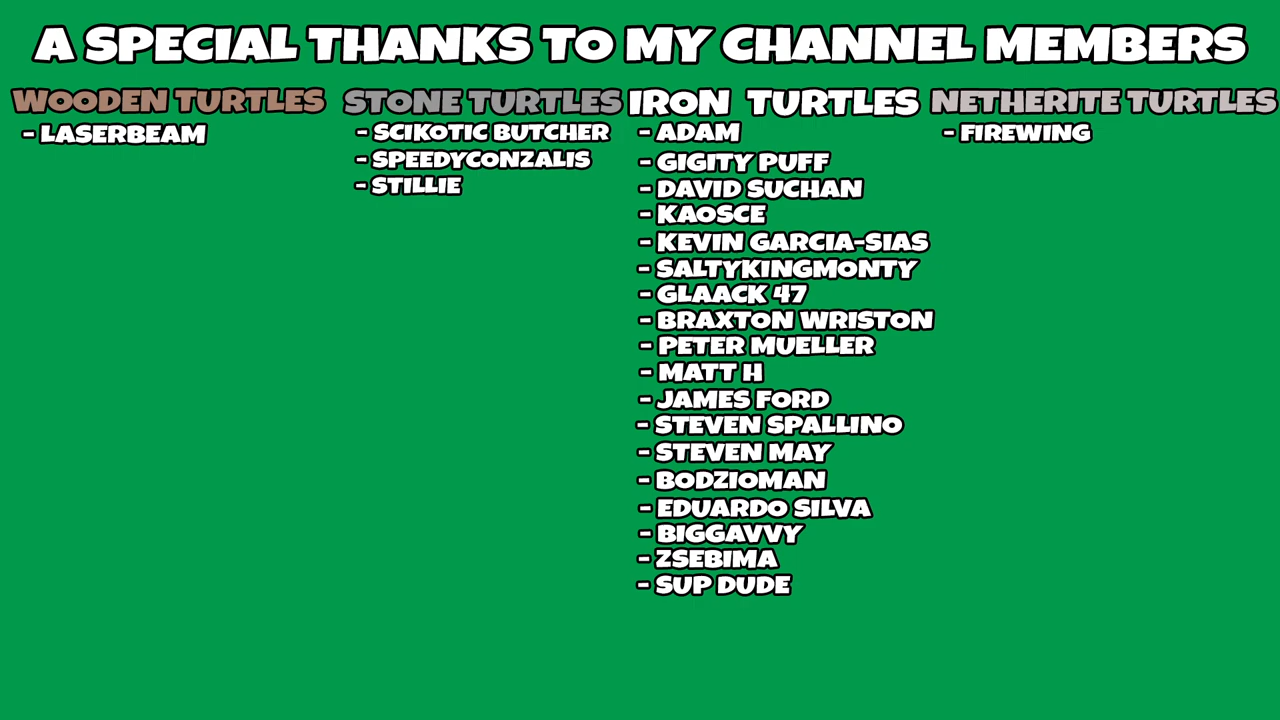 A SPECIAL THANKS TO MY CHANNEL MEMBERS
WOODEN TURTLES
- LASERBEAM
STONE TURTLES
- SCIKOTIC BUTCHER
- SPEEDYCONZALIS
- STILLIE
IRON TURTLES
- ADAM
- GIGITY PUFF
- DAVID SUCHAN
- KAOSCE
- KEVIN GARCIA-SIAS
- SALTYKINGMONTY
- GLAACK 47
- BRAXTON WRISTON
- PETER MUELLER
- MATT H
- JAMES FORD
- STEVEN SPALLINO
- STEVEN MAY
- BODZIOMAN
- EDUARDO SILVA
- BIGGAVVY
- ZSEBIMA
- SUP DUDE
NETHERITE TURTLES
- FIREWING